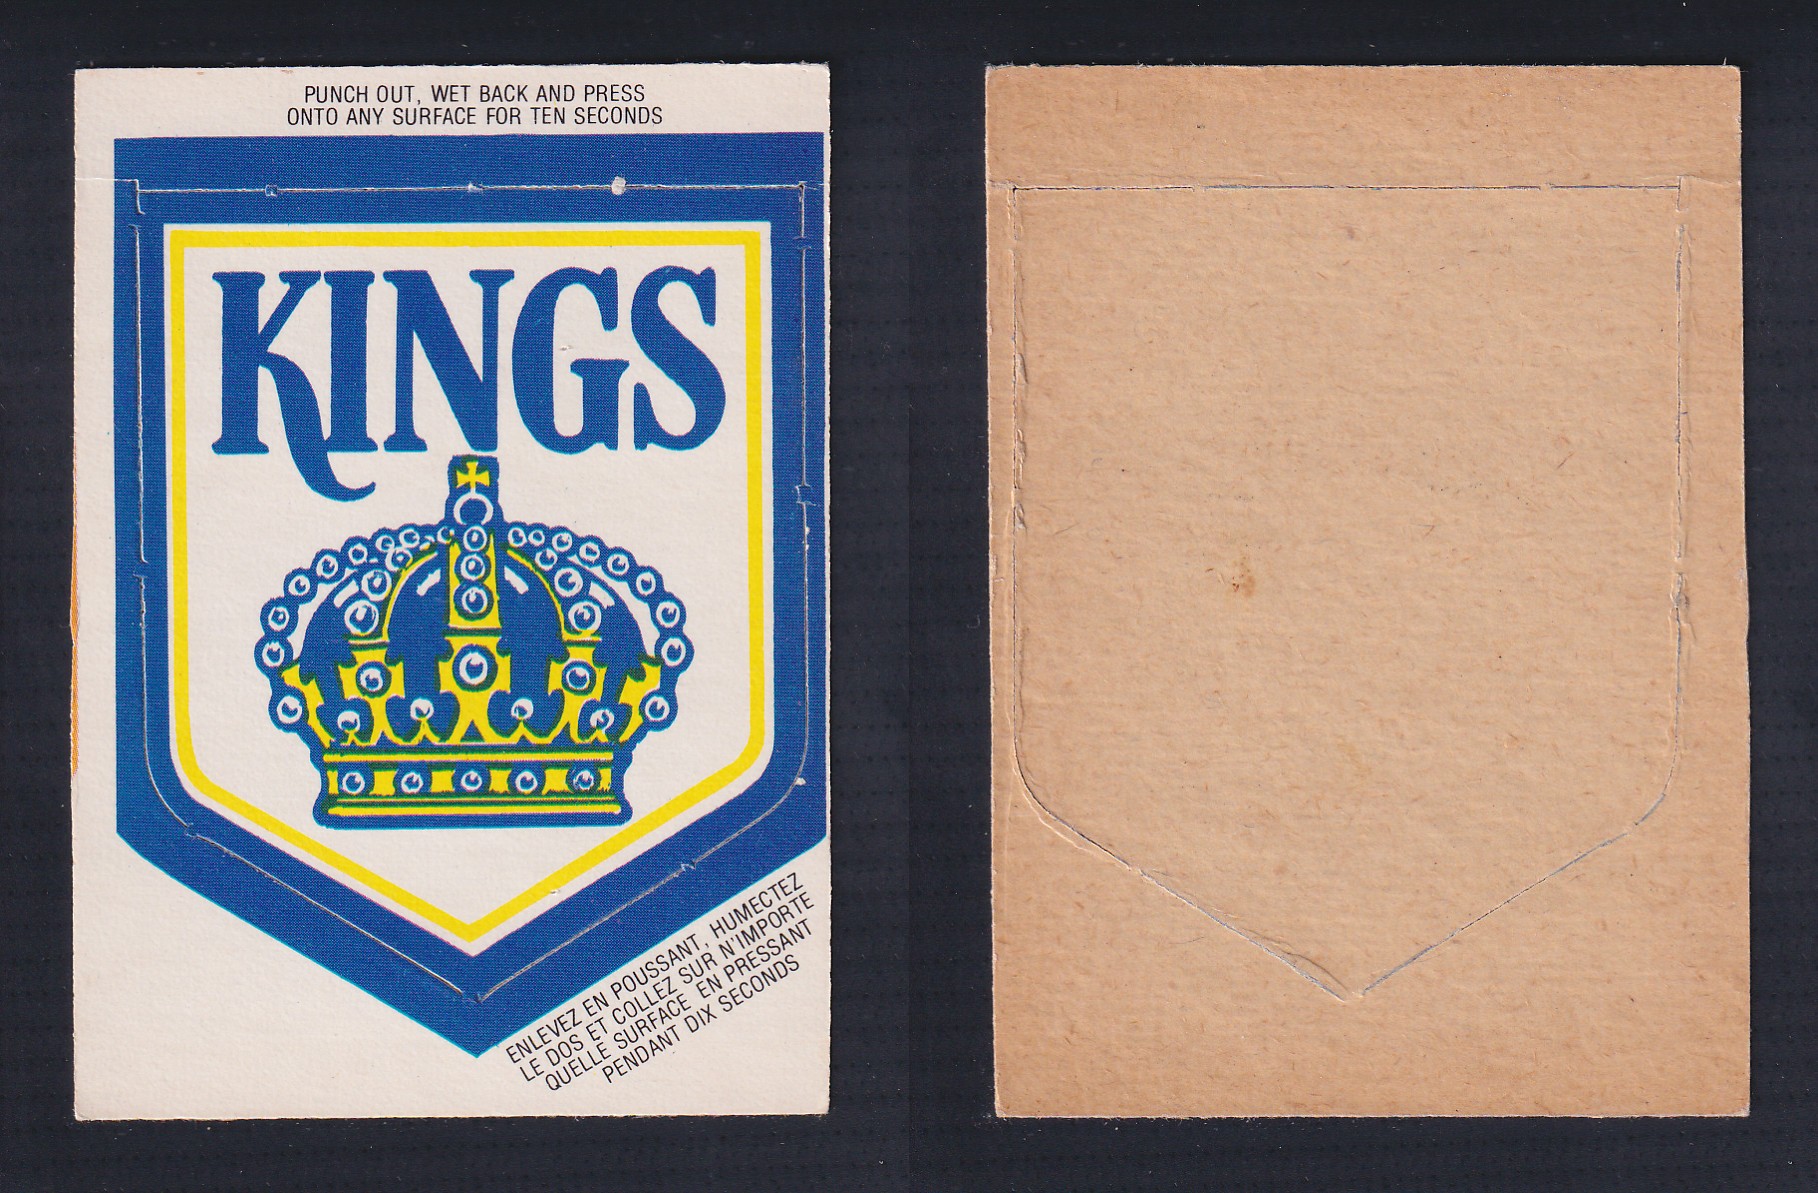 PUNCH OUT, WET BACK AND PRESS
ONTO ANY SURFACE FOR TEN SECONDS
KINGS
ENLEVEZ EN POUSSANT, HUMECTEZ
LE DOS ET COLLEZ SUR N'IMPORTE
QUELLE SURFACE EN PRESSANT
PENDANT DIX SECONDS